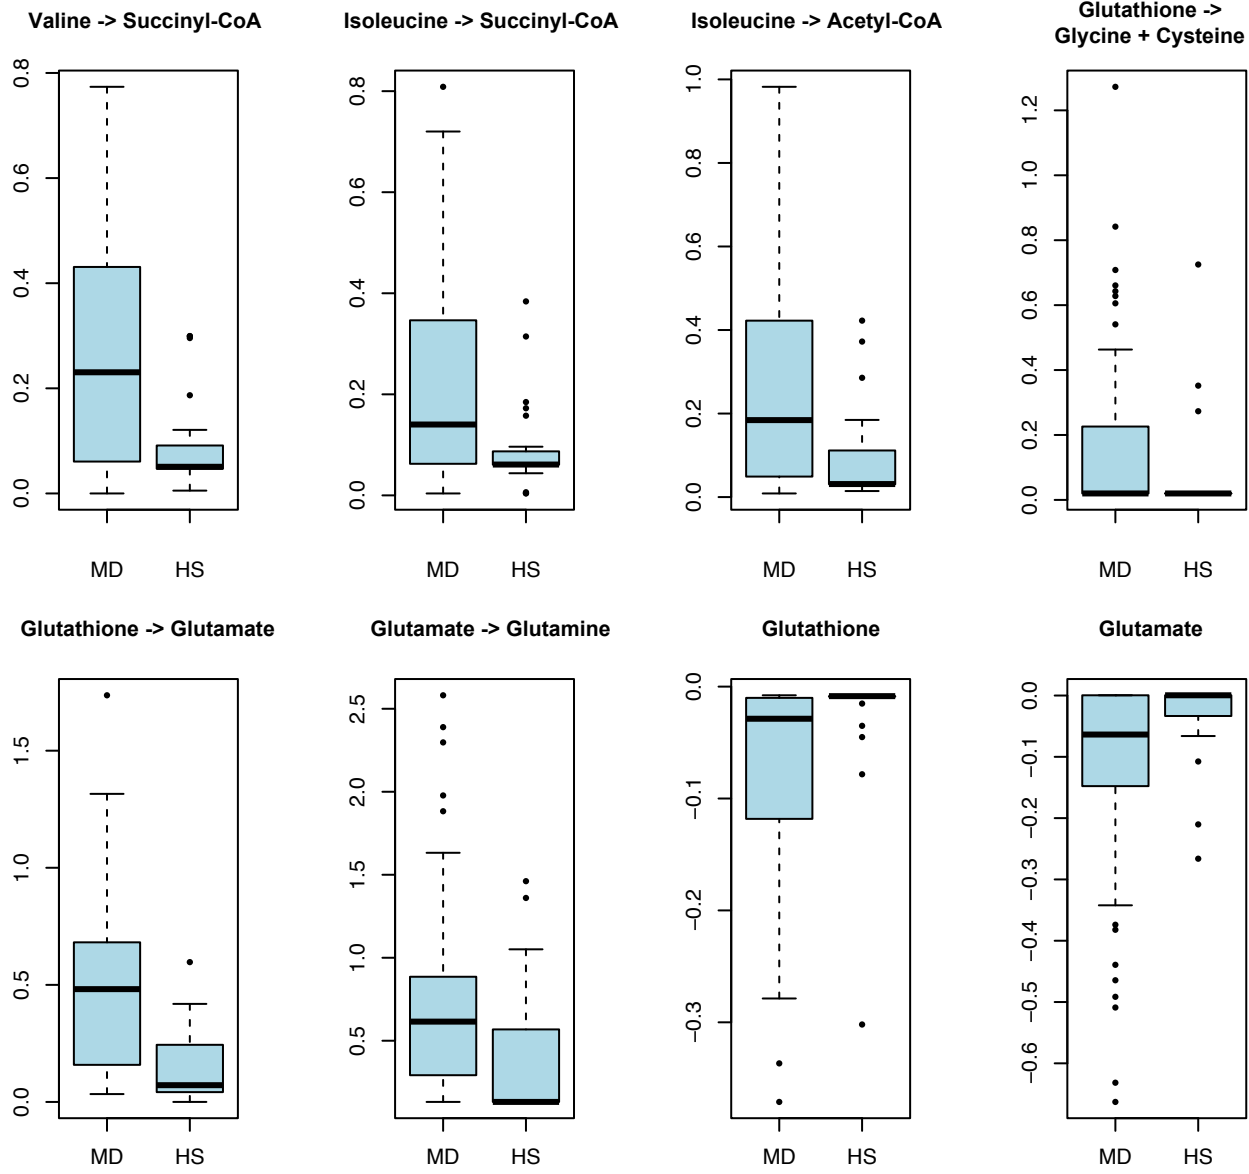 Valine -> Succinyl-CoA
0.0 0.2 0.4 0.6 0.8
MD HS
Isoleucine -> Succinyl-CoA
0.0 0.2 0.4 0.6 0.8
MD HS
Isoleucine -> Acetyl-CoA
0.0 0.2 0.4 0.6 0.8 1.0
MD HS
Glutathione ->
Glycine + Cysteine
0.0 0.2 0.4 0.6 0.8 1.0 1.2
MD HS
Glutathione -> Glutamate
0.0 0.5 1.0 1.5
MD HS
Glutamate -> Glutamine
0.5 1.0 1.5 2.0 2.5
MD HS
Glutathione
−0.3 −0.2 −0.1 0.0
MD HS
Glutamate
−0.6 −0.5 −0.4 −0.3 −0.2 −0.1 0.0
MD HS